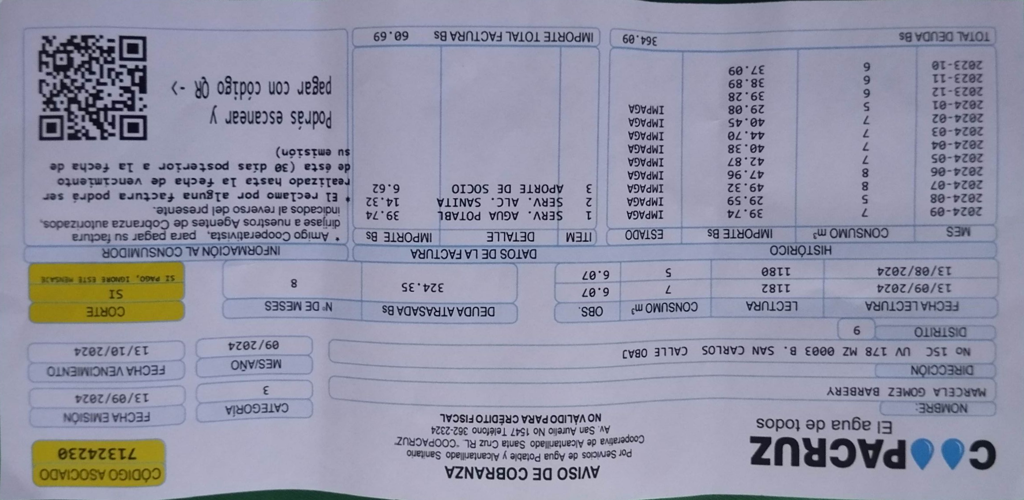 COOPACRUZ
El agua de todos
AVISO DE COBRANZA
Por Servicios de Agua Potable y Alcantarillado Sanitario
Cooperativa de Alcantarillado Santa Cruz RL. "COOPACRUZ"
Av. San Aurelio No 1547 Teléfono 362-2324
NO VÁLIDO PARA CRÉDITO FISCAL
CÓDIGO ASOCIADO
71324230
NOMBRE:
MARCELA GOMEZ BARBERY
CATEGORÍA
3
FECHA EMISIÓN
13/09/2024
DIRECCIÓN
No 15C UV 178 MZ 0003 B. SAN CARLOS CALLE OBAJ
MES/AÑO
09/2024
FECHA VENCIMIENTO
13/10/2024
DISTRITO
9
FECHA LECTURA LECTURA CONSUMO m³ OBS.
13/09/2024 1182 7 6.07
13/08/2024 1180 5 6.07
DEUDA ATRASADA Bs
324.35
N° DE MESES
8
CORTE
SI
SI PAGO, IGNORE ESTE MENSAJE
HISTÓRICO
MES CONSUMO m³ IMPORTE Bs ESTADO
2024-09 7 39.74 IMPAGA
2024-08 5 29.59 IMPAGA
2024-07 8 49.32 IMPAGA
2024-06 8 47.96 IMPAGA
2024-05 7 42.87 IMPAGA
2024-04 7 40.38 IMPAGA
2024-03 7 44.70 IMPAGA
2024-02 7 40.45 IMPAGA
2024-01 5 29.08 IMPAGA
2023-12 6 39.28
2023-11 6 38.89
2023-10 6 37.09
TOTAL DEUDA BS 364.09
DATOS DE LA FACTURA
ITEM DETALLE IMPORTE Bs
1 SERV. AGUA POTABL 39.74
2 SERV. ALC. SANITA 14.32
3 APORTE DE SOCIO 6.62
IMPORTE TOTAL FACTURA Bs 60.69
INFORMACIÓN AL CONSUMIDOR
* Amigo Cooperativista, para pagar su factura
dirijase a nuestros Agentes de Cobranza autorizados,
indicados al reverso del presente.
* El reclamo por alguna factura podrá ser
realizado hasta la fecha de vencimiento
de ésta (30 días posterior a la fecha de
su emisión)
Podrás escanear y
pagar con código QR ->